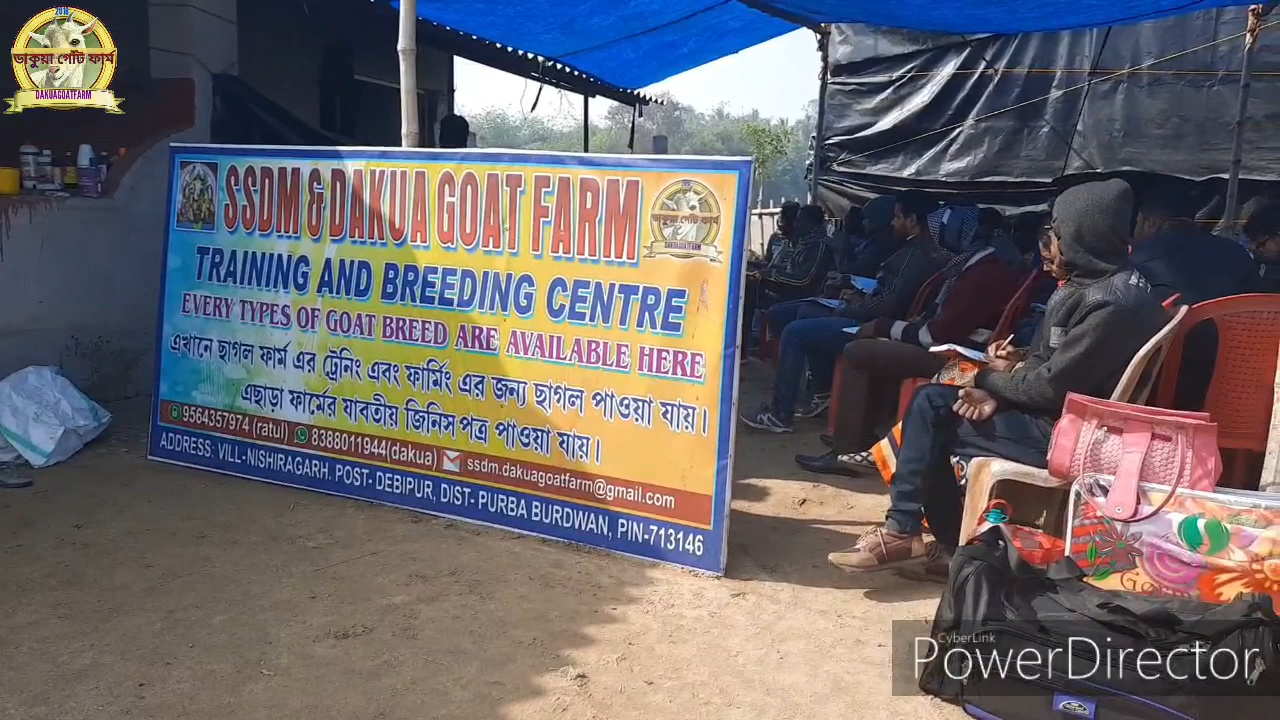 2016
ডাকুয়া গোট ফার্ম
DAKUAGOATFARM
SSDM & DAKUA GOAT FARM
ডাকুয়া গোট ফার্ম
DAKUAGOATFARM
TRAINING AND BREEDING CENTRE
EVERY TYPES OF GOAT BREED ARE AVAILABLE HERE
এখানে ছাগল ফার্ম এর ট্রেনিং এবং ফার্মিং এর জন্য ছাগল পাওয়া যায়।
এছাড়া ফার্মের যাবতীয় জিনিস পত্র পাওয়া যায়।
9564357974 (ratul) 8388011944(dakua) ssdm.dakuagoatfarm@gmail.com
ADDRESS: VILL-NISHIRAGARH. POST- DEBIPUR, DIST- PURBA BURDWAN, PIN-713146
CyberLink
PowerDirector